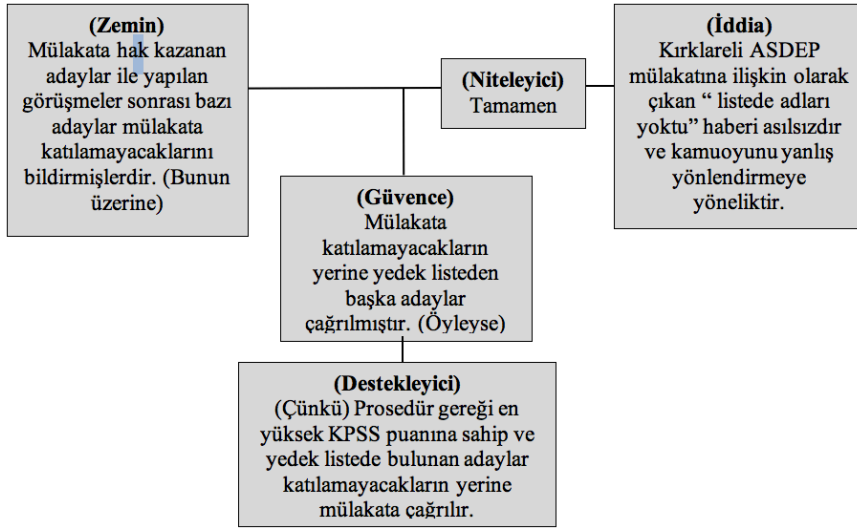 (Zemin)
Mülakata hak kazanan
adaylar ile yapılan
görüşmeler sonrası bazı
adaylar mülakata
katılamayacaklarını
bildirmişlerdir. (Bunun
üzerine)
(Niteleyici)
Tamamen
(İddia)
Kırklareli ASDEP
mülakatına ilişkin olarak
çıkan “ listede adları
yoktu” haberi asılsızdır
ve kamuoyunu yanlış
yönlendirmeye
yöneliktir.
(Güvence)
Mülakata
katılamayacakların
yerine yedek listeden
başka adaylar
çağrılmıştır. (Öyleyse)
(Destekleyici)
(Çünkü) Prosedür gereği en
yüksek KPSS puanına sahip ve
yedek listede bulunan adaylar
katılamayacakların yerine
mülakata çağrılır.